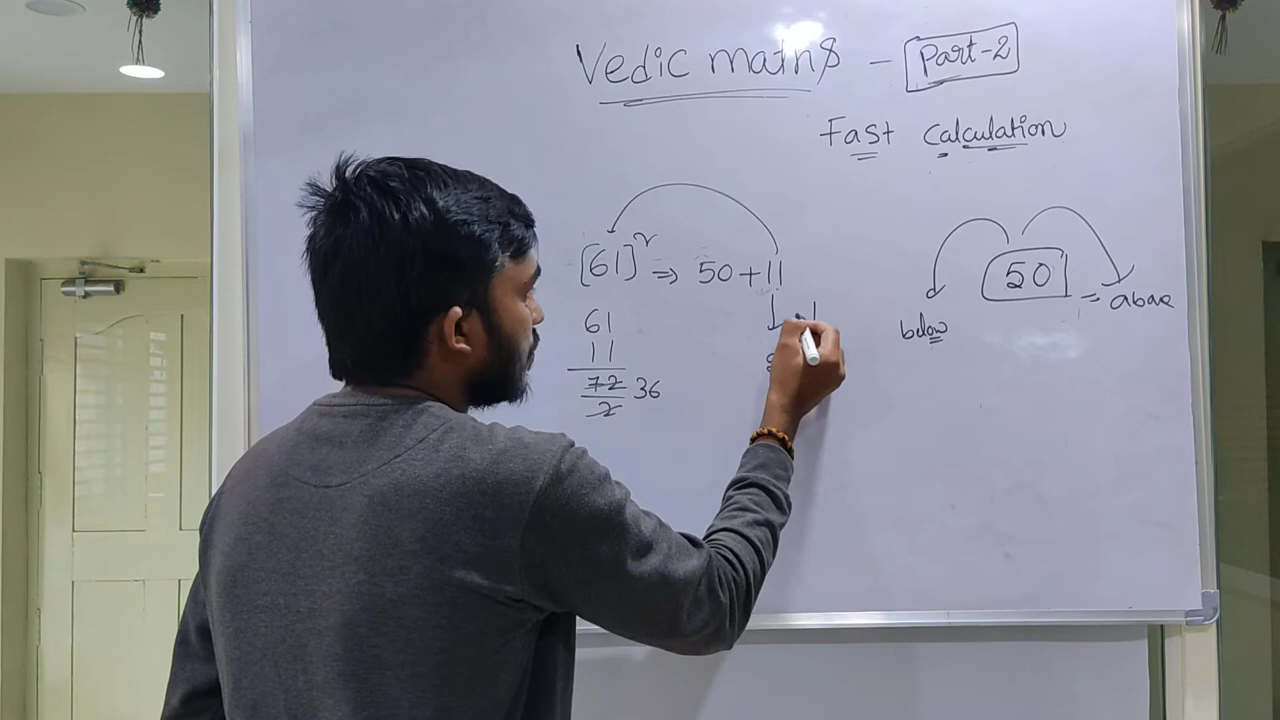 Vedic maths - Part-2
Fast calculation
(61)² => 50 + 11
61
11
72 36
2
50
below
= above